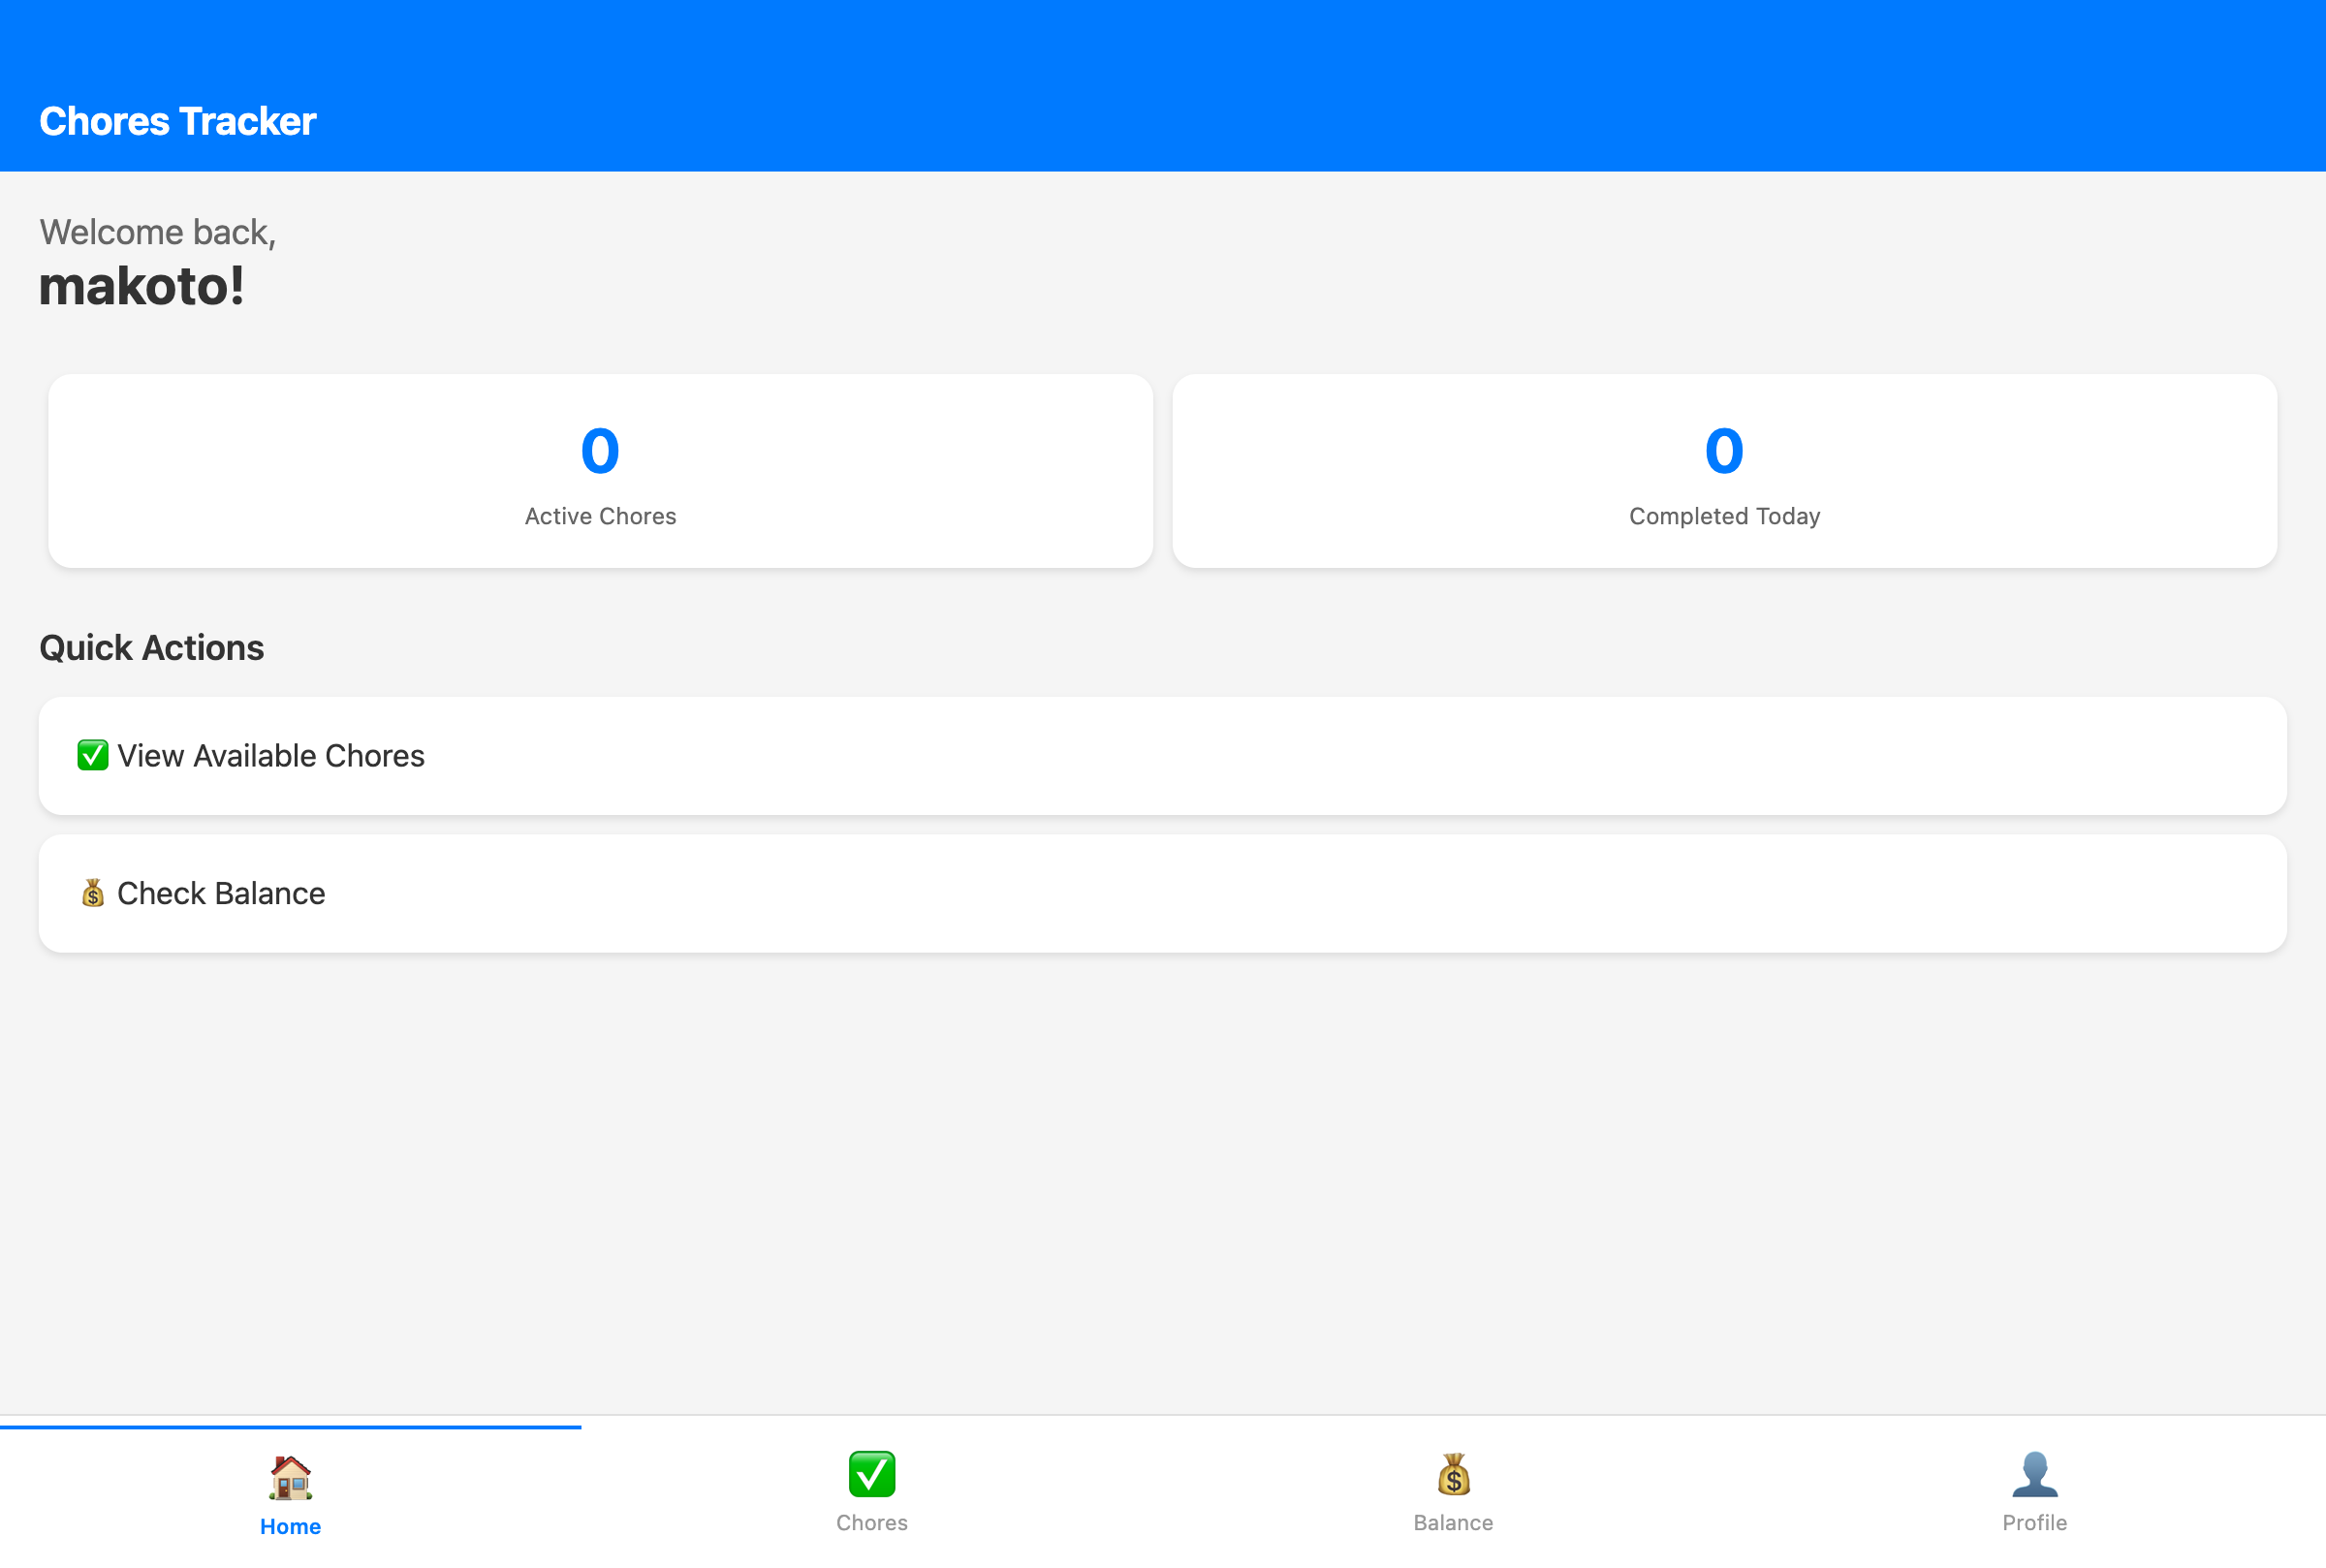 Chores Tracker
Welcome back,
makoto!
0
Active Chores
0
Completed Today
Quick Actions
✅ View Available Chores
💰 Check Balance
Home
Chores
Balance
Profile